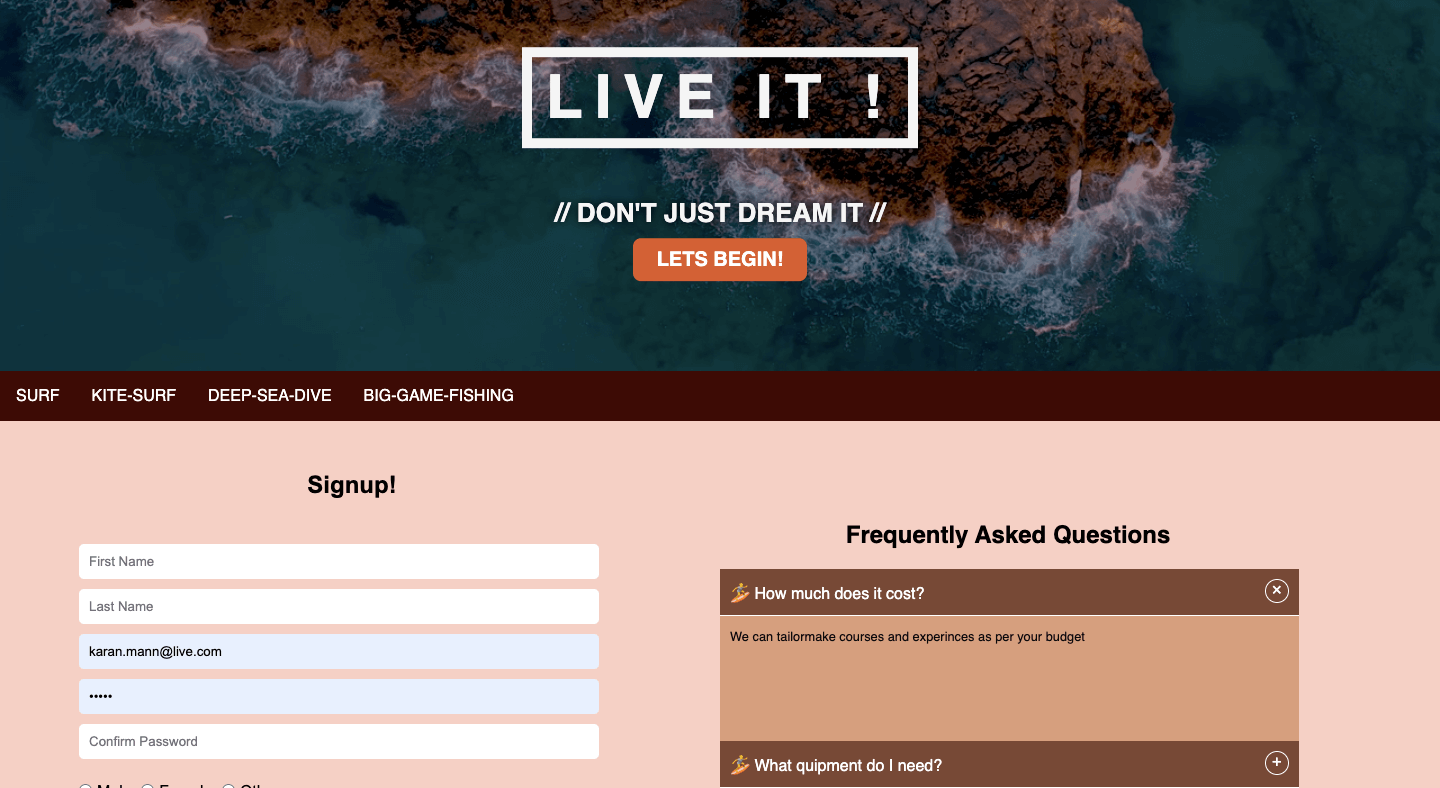 LIVE IT !
// DON'T JUST DREAM IT //
LETS BEGIN!
SURF KITE-SURF DEEP-SEA-DIVE BIG-GAME-FISHING
Signup!
First Name
Last Name
karan.mann@live.com
•••••
Confirm Password
Frequently Asked Questions
🏄 How much does it cost?
We can tailormake courses and experinces as per your budget
🏄 What quipment do I need?